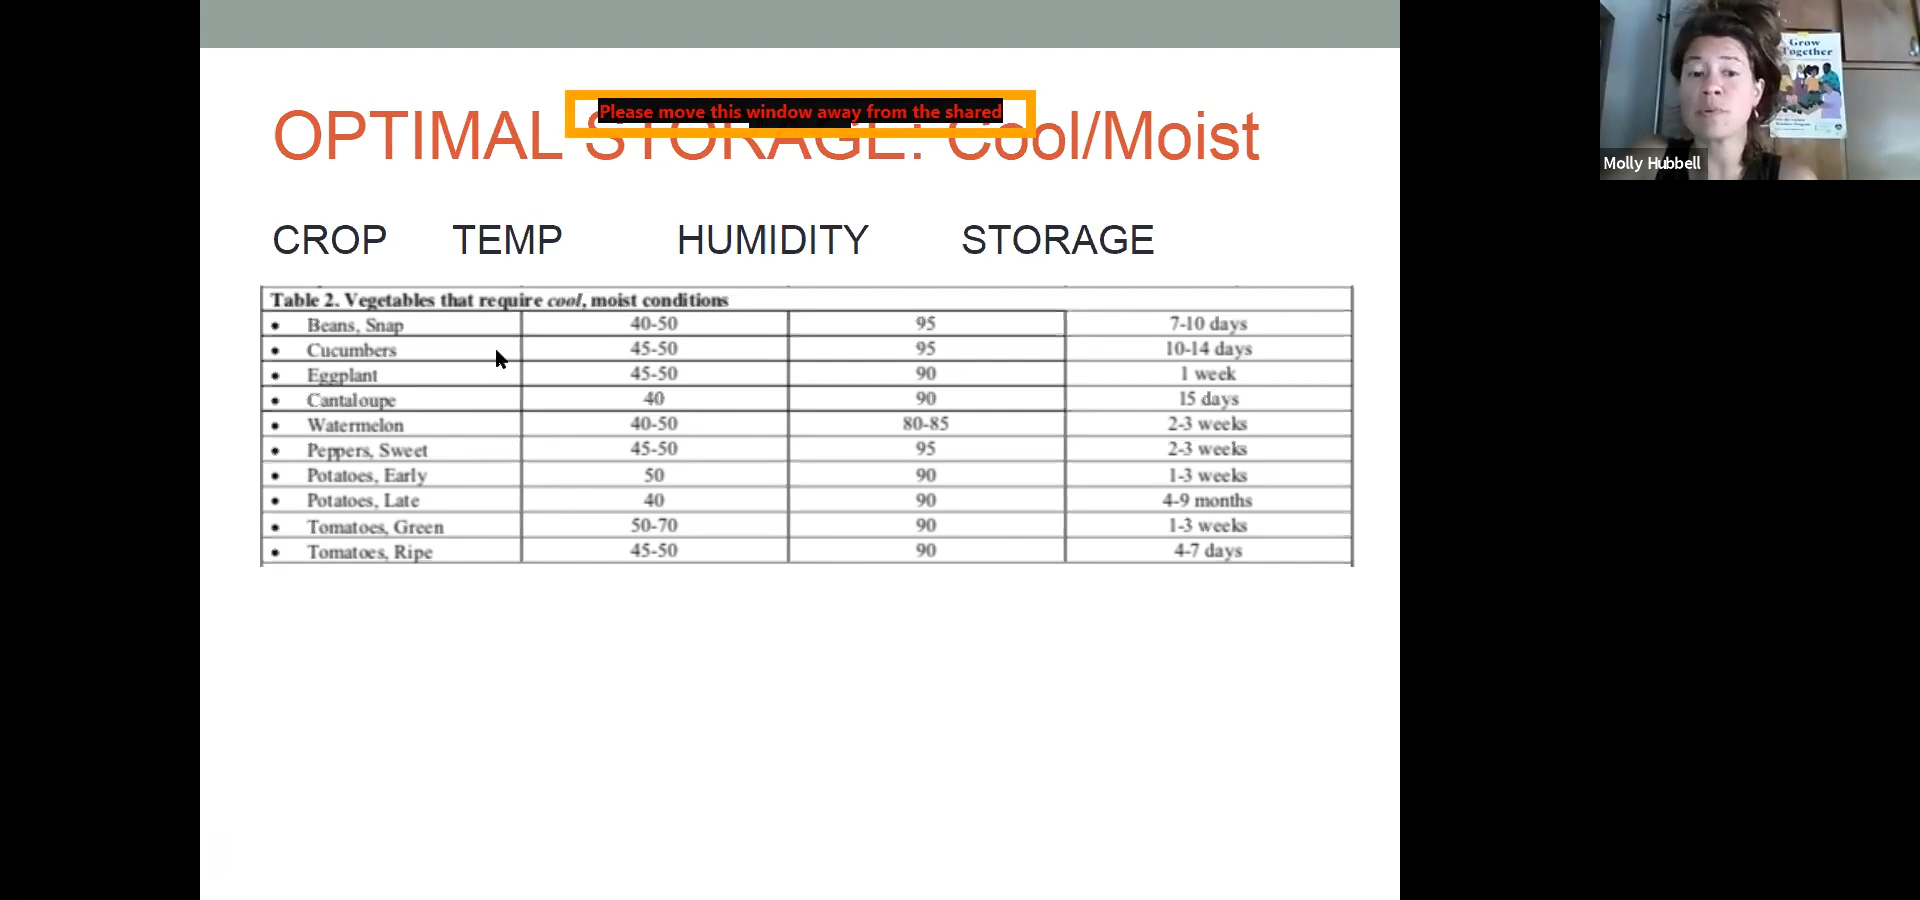 Please move this window away from the shared
OPTIMAL STORAGE: Cool/Moist
CROP TEMP HUMIDITY STORAGE
Table 2. Vegetables that require cool, moist conditions
• Beans, Snap 40-50 95 7-10 days
• Cucumbers 45-50 95 10-14 days
• Eggplant 45-50 90 1 week
• Cantaloupe 40 90 15 days
• Watermelon 40-50 80-85 2-3 weeks
• Peppers, Sweet 45-50 95 2-3 weeks
• Potatoes, Early 50 90 1-3 weeks
• Potatoes, Late 40 90 4-9 months
• Tomatoes, Green 50-70 90 1-3 weeks
• Tomatoes, Ripe 45-50 90 4-7 days
Grow
Together
Molly Hubbell